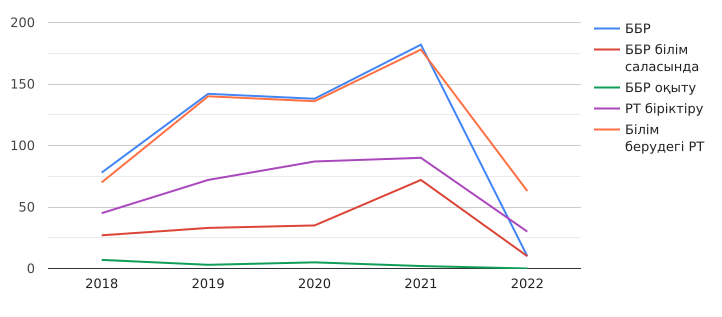 200
150
100
50
0
2018 2019 2020 2021 2022
ББР
ББР білім
саласында
ББР оқыту
РТ біріктіру
Білім
берудегі РТ